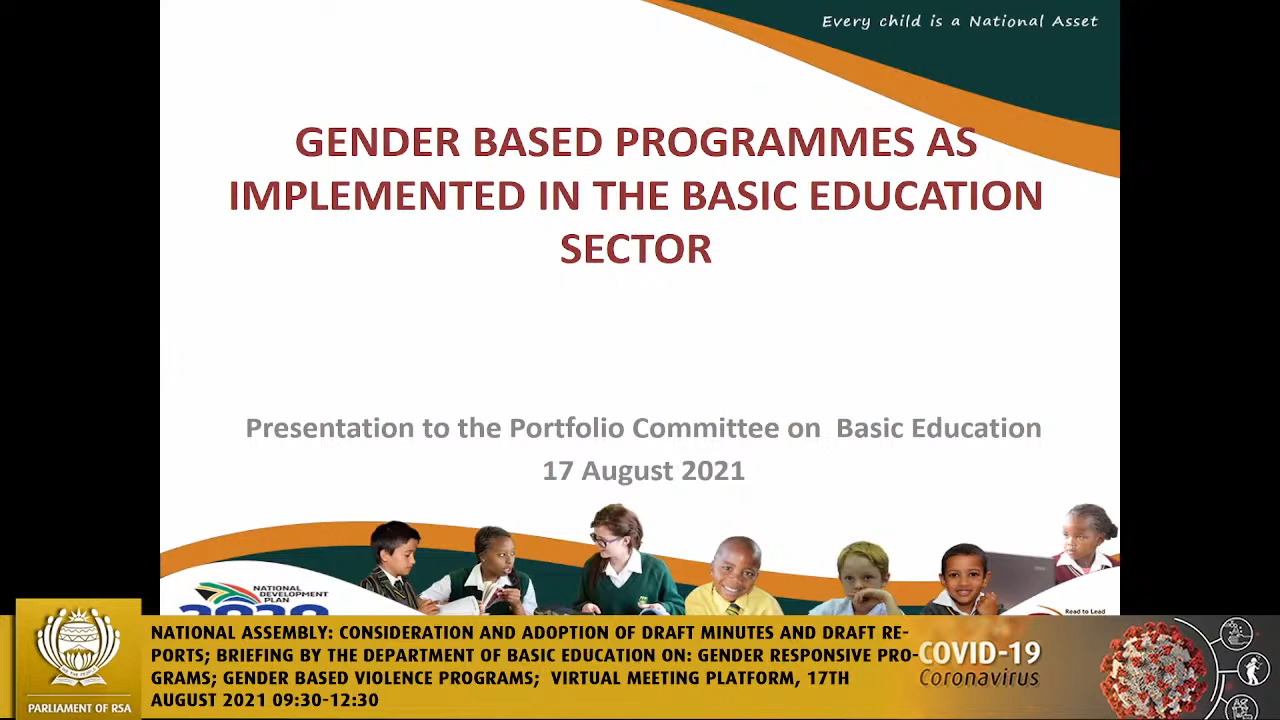 Every child is a National Asset
GENDER BASED PROGRAMMES AS
IMPLEMENTED IN THE BASIC EDUCATION
SECTOR
Presentation to the Portfolio Committee on Basic Education
17 August 2021
NATIONAL
DEVELOPMENT
PLAN
2030
Read to Lead
PARLIAMENT OF RSA
NATIONAL ASSEMBLY: CONSIDERATION AND ADOPTION OF DRAFT MINUTES AND DRAFT RE-
PORTS; BRIEFING BY THE DEPARTMENT OF BASIC EDUCATION ON: GENDER RESPONSIVE PRO-
GRAMS; GENDER BASED VIOLENCE PROGRAMS; VIRTUAL MEETING PLATFORM, 17TH
AUGUST 2021 09:30-12:30
COVID-19
Coronavirus